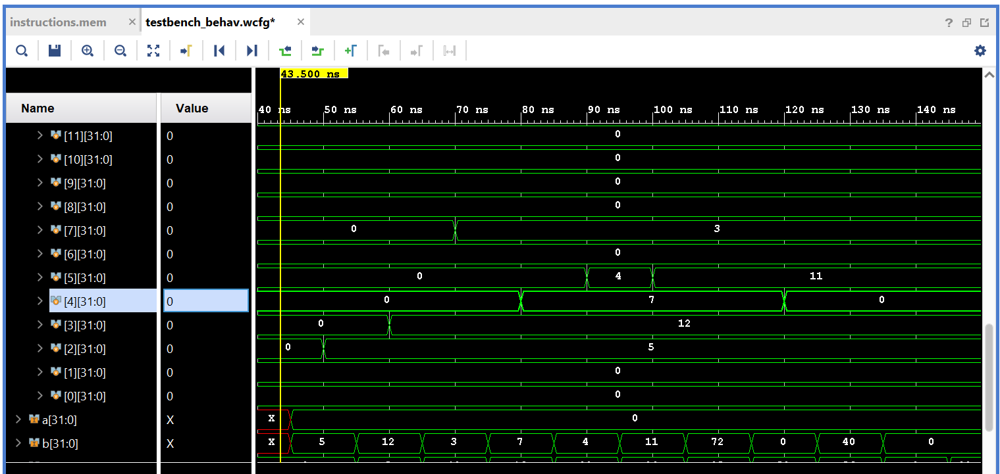 instructions.mem × testbench_behav.wcfg* × ?
43.500 ns
Name Value
40 ns 50 ns 60 ns 70 ns 80 ns 90 ns 100 ns 110 ns 120 ns 130 ns 140 ns
[11][31:0] 0 0
[10][31:0] 0 0
[9][31:0] 0 0
[8][31:0] 0 0
[7][31:0] 0 0 3
[6][31:0] 0 0
[5][31:0] 0 0 4 11
[4][31:0] 0 0 7 0
[3][31:0] 0 0 12
[2][31:0] 0 0 5
[1][31:0] 0 0
[0][31:0] 0 0
a[31:0] X X 0
b[31:0] X X 5 12 3 7 4 11 72 0 40 0